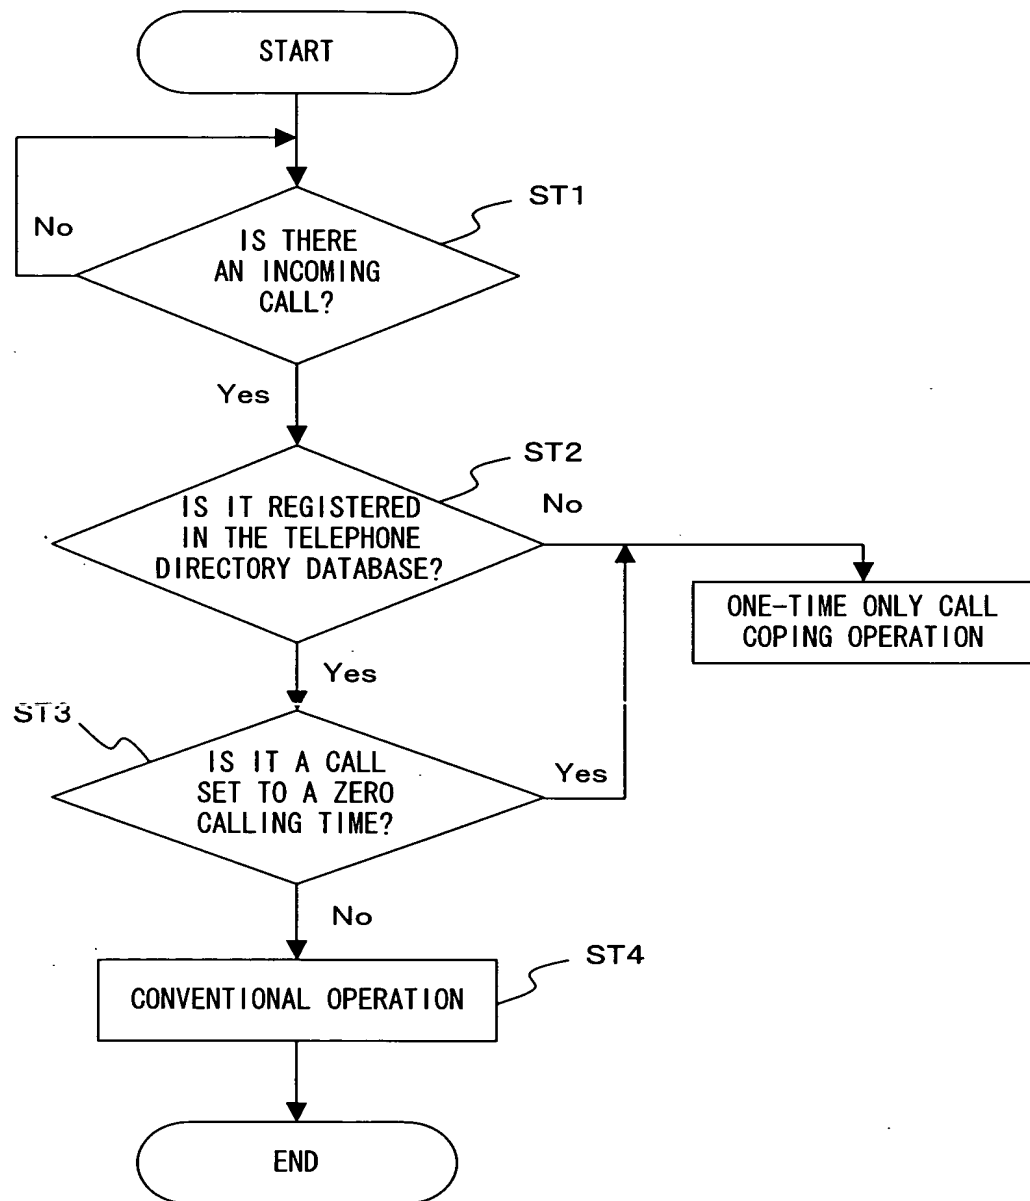 START
ST1
No
IS THERE
AN INCOMING
CALL?
Yes
ST2
No
IS IT REGISTERED
IN THE TELEPHONE
DIRECTORY DATABASE?
ONE-TIME ONLY CALL
COPING OPERATION
Yes
ST3
IS IT A CALL
SET TO A ZERO
CALLING TIME?
Yes
No
ST4
CONVENTIONAL OPERATION
END